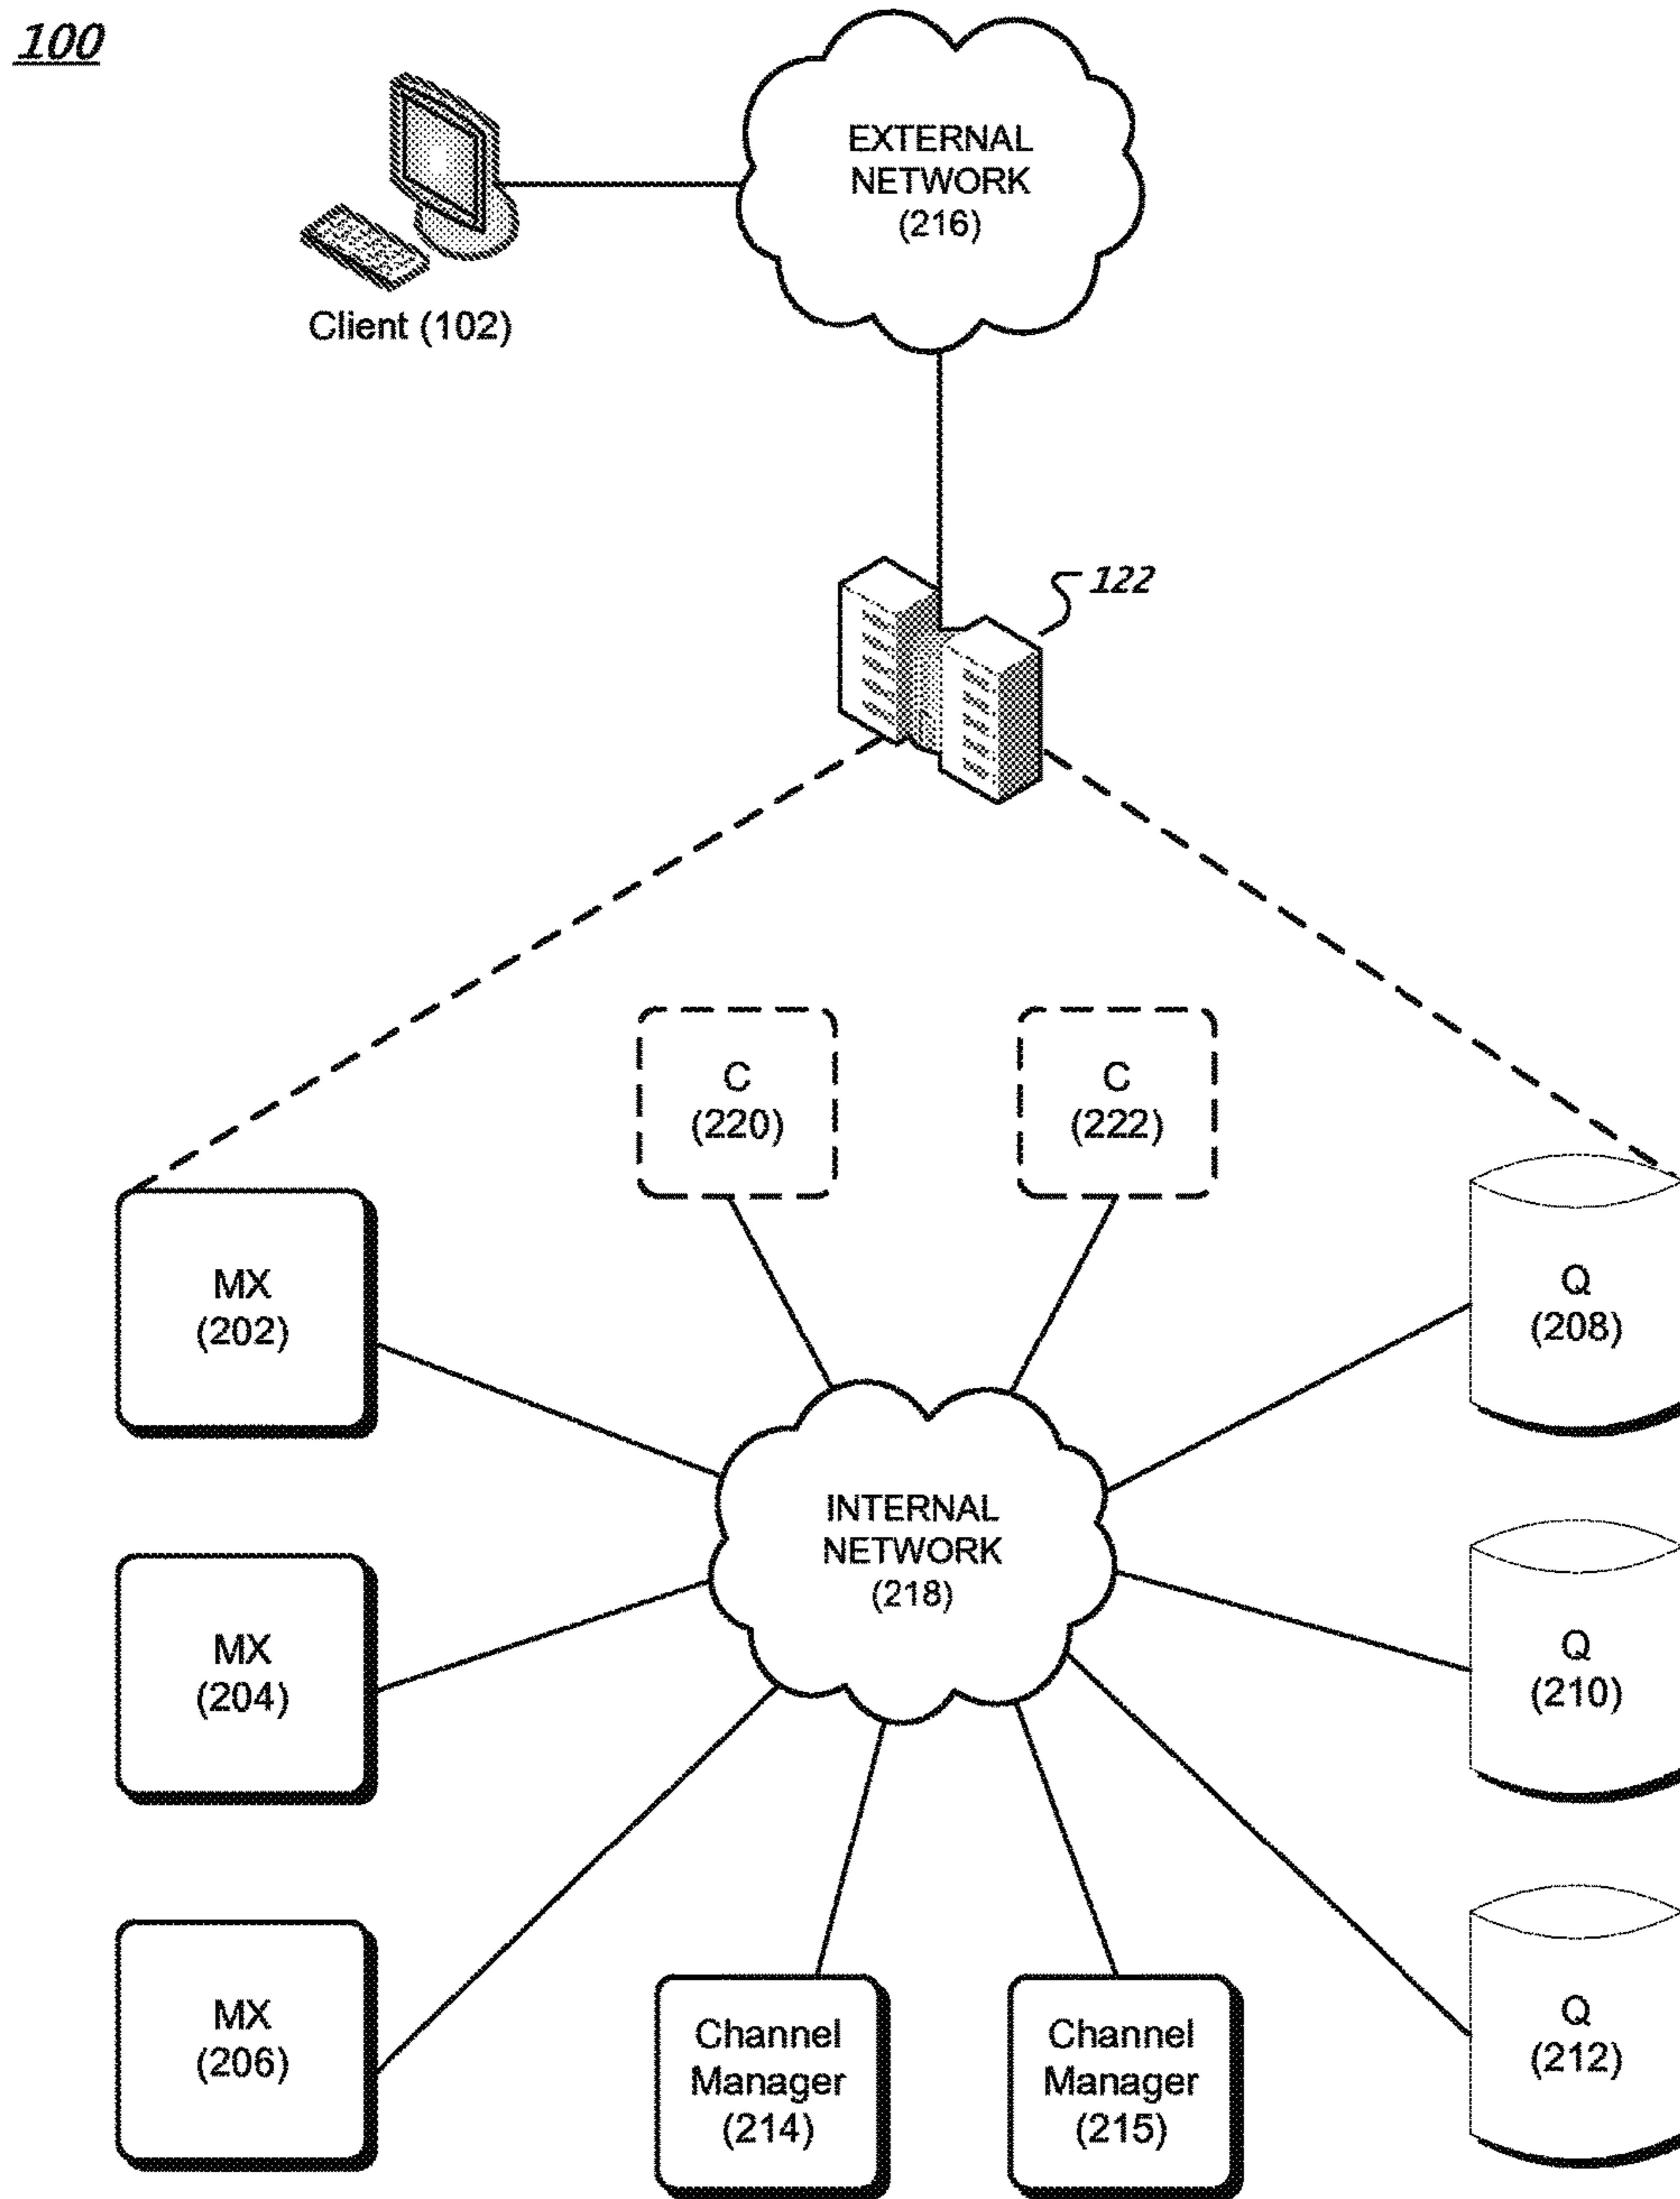 100
EXTERNAL
NETWORK
(216)
Client (102)
122
C
(220)
C
(222)
MX
(202)
Q
(208)
INTERNAL
NETWORK
(218)
MX
(204)
Q
(210)
MX
(206)
Channel
Manager
(214)
Channel
Manager
(215)
Q
(212)